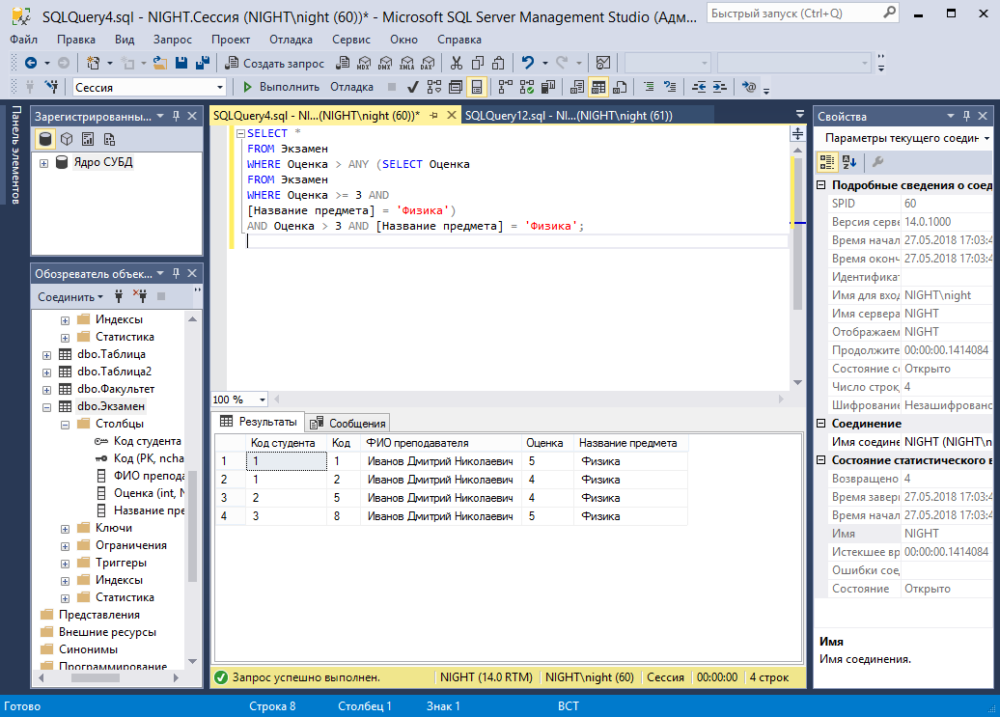 SQLQuery4.sql - NIGHT.Сессия (NIGHT\night (60))* - Microsoft SQL Server Management Studio (Адм...
Быстрый запуск (Ctrl+Q)
Файл Правка Вид Запрос Проект Отладка Сервис Окно Справка
Создать запрос MDX DMX XMLA DAX
Сессия Выполнить Отладка
Панель элементов
Зарегистрированны...
Ядро СУБД
Обозреватель объек...
Соединить
Индексы
Статистика
dbo.Таблица
dbo.Таблица2
dbo.Факультет
dbo.Экзамен
Столбцы
Код студента
Код (PK, ncha
ФИО препода
Оценка (int, N
Название пре
Ключи
Ограничения
Триггеры
Индексы
Статистика
Представления
Внешние ресурсы
Синонимы
Программирование
SQLQuery4.sql - NI...(NIGHT\night (60))* SQLQuery12.sql - NI...(NIGHT\night (61))
SELECT *
FROM Экзамен
WHERE Оценка > ANY (SELECT Оценка
FROM Экзамен
WHERE Оценка >= 3 AND
[Название предмета] = 'Физика')
AND Оценка > 3 AND [Название предмета] = 'Физика';
100 %
Результаты Сообщения
Код студента Код ФИО преподавателя Оценка Название предмета
1 1 1 Иванов Дмитрий Николаевич 5 Физика
2 1 2 Иванов Дмитрий Николаевич 4 Физика
3 2 5 Иванов Дмитрий Николаевич 4 Физика
4 3 8 Иванов Дмитрий Николаевич 5 Физика
Запрос успешно выполнен. NIGHT (14.0 RTM) NIGHT\night (60) Сессия 00:00:00 4 строк
Свойства
Параметры текущего соедин
Подробные сведения о соед
SPID 60
Версия серве 14.0.1000
Время начал 27.05.2018 17:03:4
Время оконч 27.05.2018 17:03:4
Идентификат
Имя для вход NIGHT\night
Имя сервера NIGHT
Отображаем NIGHT
Продолжите 00:00:00.1414084
Состояние со Открыто
Число строк, 4
Шифрование Незашифрованс
Соединение
Имя соедине NIGHT (NIGHT\n
Состояние статистического в
Возвращено 4
Время завери 27.05.2018 17:03:4
Время начал 27.05.2018 17:03:4
Имя NIGHT
Истекшее вр 00:00:00.1414084
Ошибки соед
Состояние Открыто
Имя
Имя соединения.
Готово Строка 8 Столбец 1 Знак 1 ВСТ